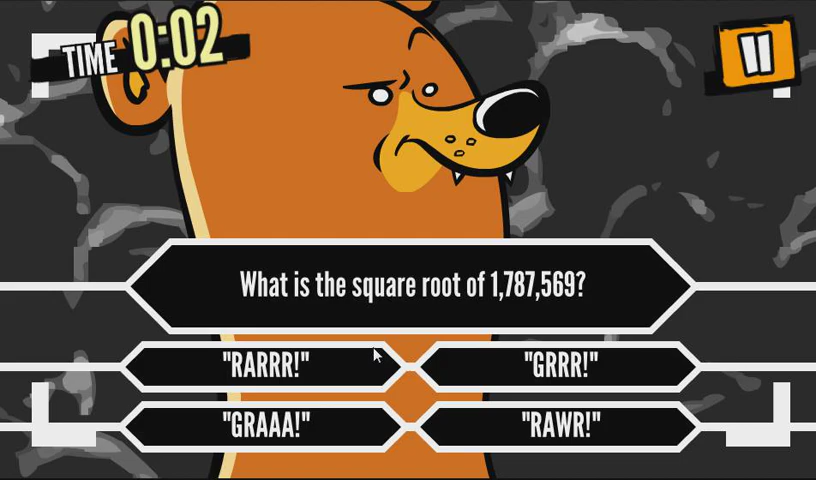 TIME 0:02
What is the square root of 1,787,569?
"RARRR!"
"GRRR!"
"GRAAA!"
"RAWR!"